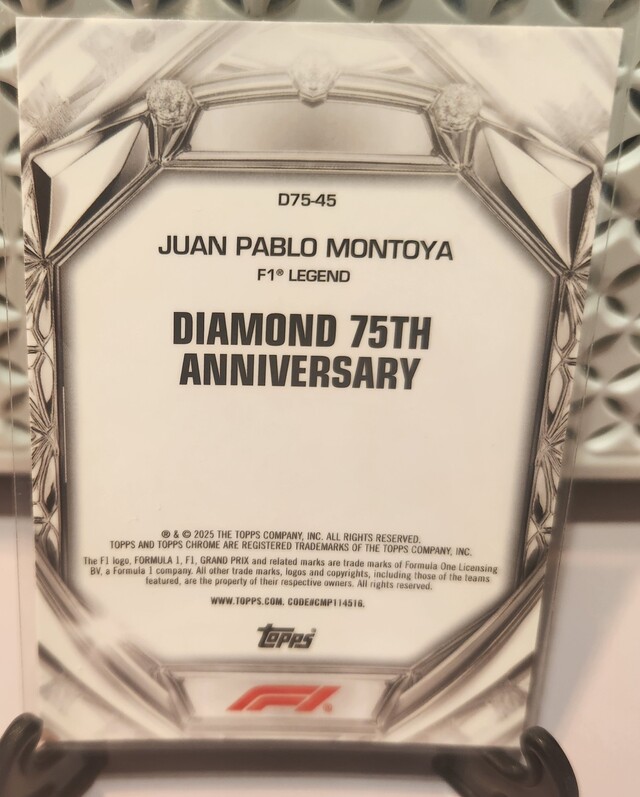 D75-45
JUAN PABLO MONTOYA
F1® LEGEND
DIAMOND 75TH
ANNIVERSARY
® & © 2025 THE TOPPS COMPANY, INC. ALL RIGHTS RESERVED.
TOPPS AND TOPPS CHROME ARE REGISTERED TRADEMARKS OF THE TOPPS COMPANY, INC.
The F1 logo, FORMULA 1, F1, GRAND PRIX and related marks are trade marks of Formula One Licensing
BV, a Formula 1 company. All other trade marks, logos and copyrights, including those of the teams
featured, are the property of their respective owners. All rights reserved.
WWW.TOPPS.COM. CODE#CMP114516.
Topps
F1